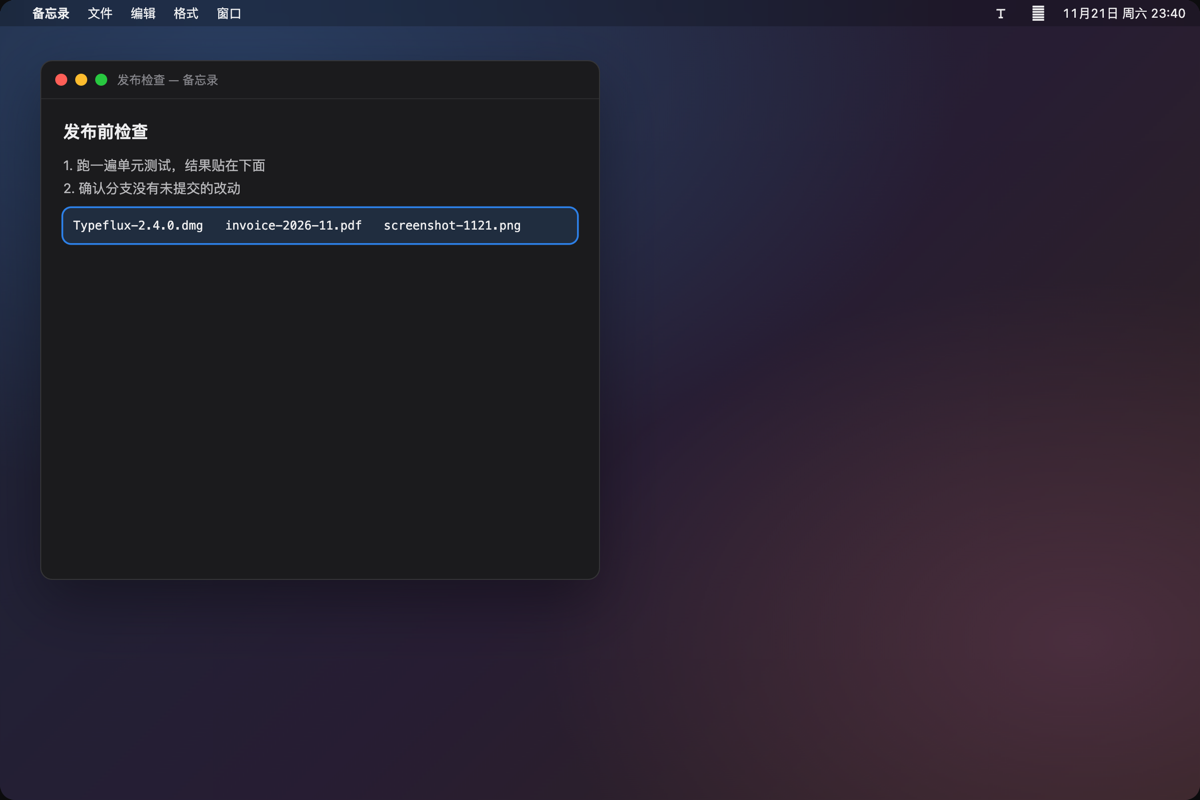 备忘录 文件 编辑 格式 窗口 T 11月21日 周六 23:40
发布检查 — 备忘录
发布前检查
1. 跑一遍单元测试，结果贴在下面
2. 确认分支没有未提交的改动
Typeflux-2.4.0.dmg invoice-2026-11.pdf screenshot-1121.png